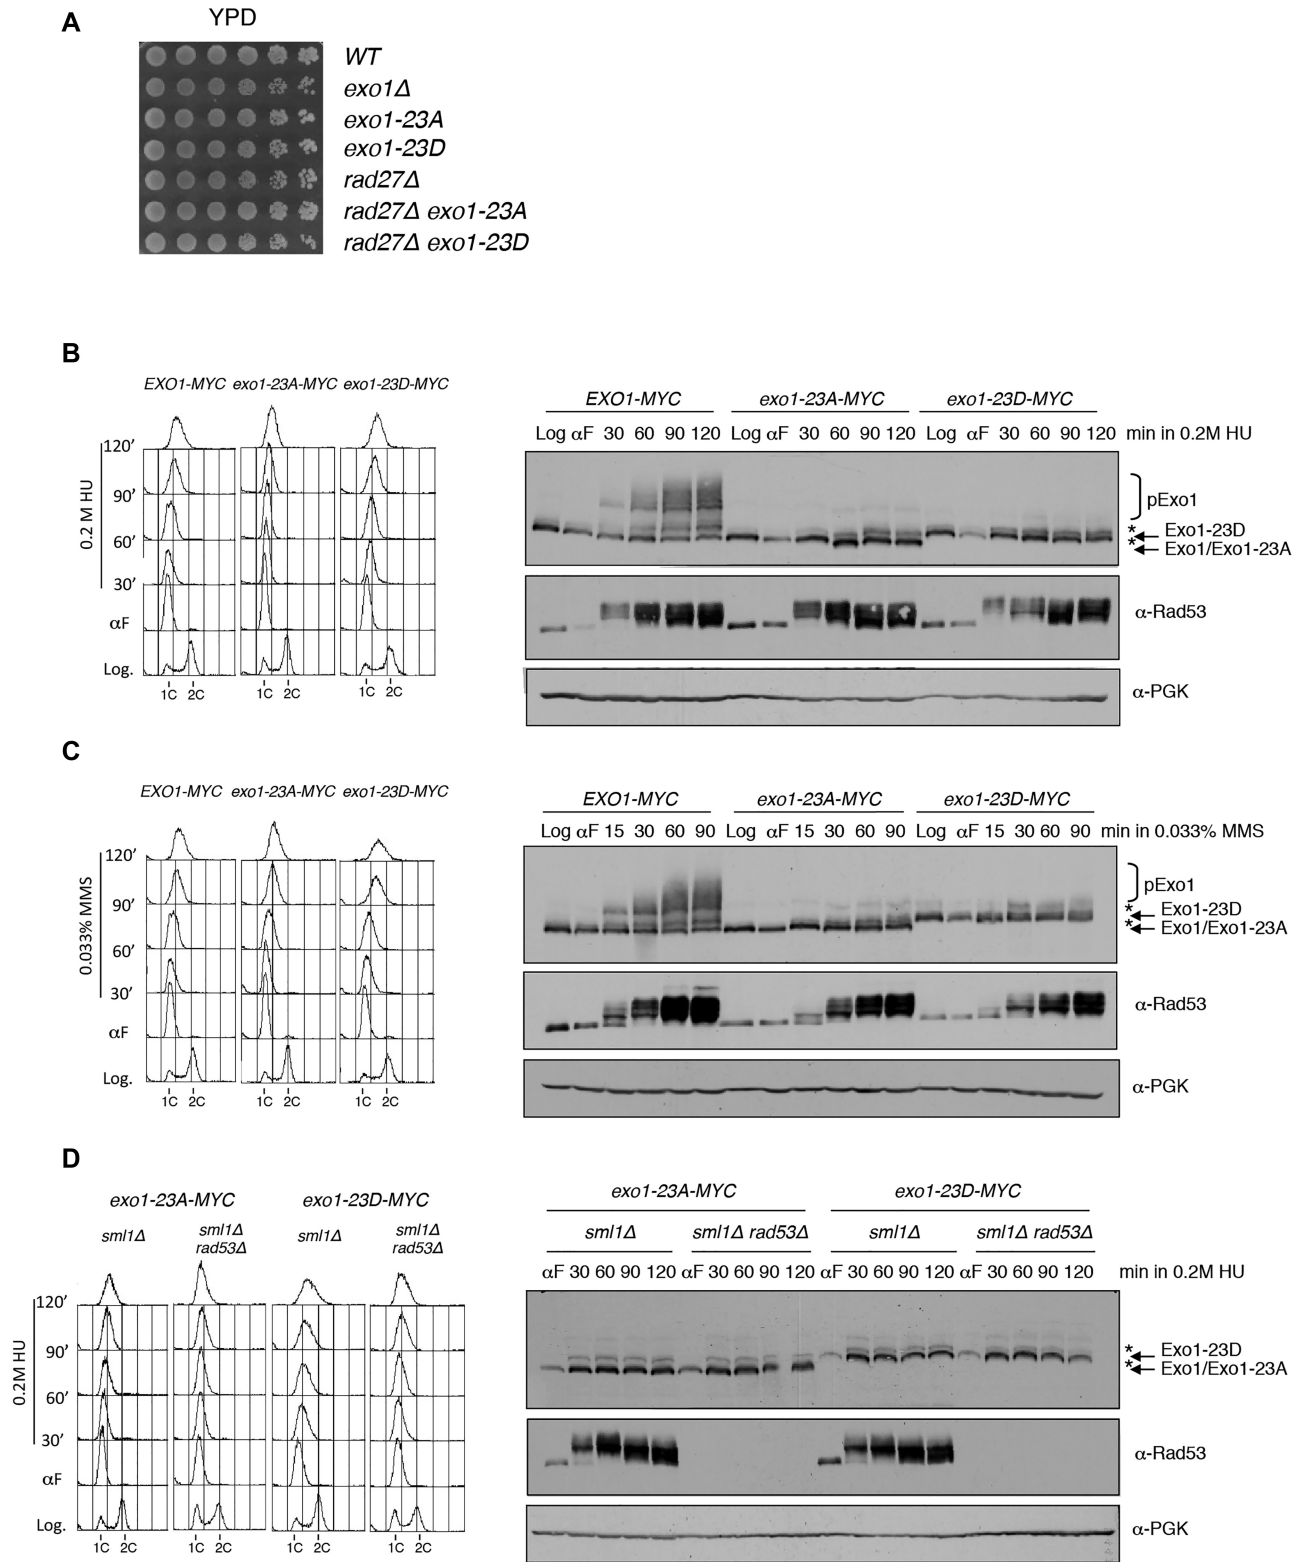 A
YPD
WT
exo1Δ
exo1-23A
exo1-23D
rad27Δ
rad27Δ exo1-23A
rad27Δ exo1-23D
B
EXO1-MYC exo1-23A-MYC exo1-23D-MYC
120′
90′
60′
30′
αF
Log.
0.2 M HU
1C 2C 1C 2C 1C 2C
EXO1-MYC exo1-23A-MYC exo1-23D-MYC
Log αF 30 60 90 120 Log αF 30 60 90 120 Log αF 30 60 90 120 min in 0.2M HU
pExo1
* Exo1-23D
* Exo1/Exo1-23A
α-Rad53
α-PGK
C
EXO1-MYC exo1-23A-MYC exo1-23D-MYC
120′
90′
60′
30′
αF
Log.
0.033% MMS
1C 2C 1C 2C 1C 2C
EXO1-MYC exo1-23A-MYC exo1-23D-MYC
Log αF 15 30 60 90 Log αF 15 30 60 90 Log αF 15 30 60 90 min in 0.033% MMS
pExo1
* Exo1-23D
* Exo1/Exo1-23A
α-Rad53
α-PGK
D
exo1-23A-MYC exo1-23D-MYC
sml1Δ sml1Δ rad53Δ sml1Δ sml1Δ rad53Δ
120′
90′
60′
30′
αF
Log.
0.2M HU
1C 2C 1C 2C 1C 2C 1C 2C
exo1-23A-MYC exo1-23D-MYC
sml1Δ sml1Δ rad53Δ sml1Δ sml1Δ rad53Δ
αF 30 60 90 120 αF 30 60 90 120 αF 30 60 90 120 αF 30 60 90 120 min in 0.2M HU
* Exo1-23D
* Exo1/Exo1-23A
α-Rad53
α-PGK